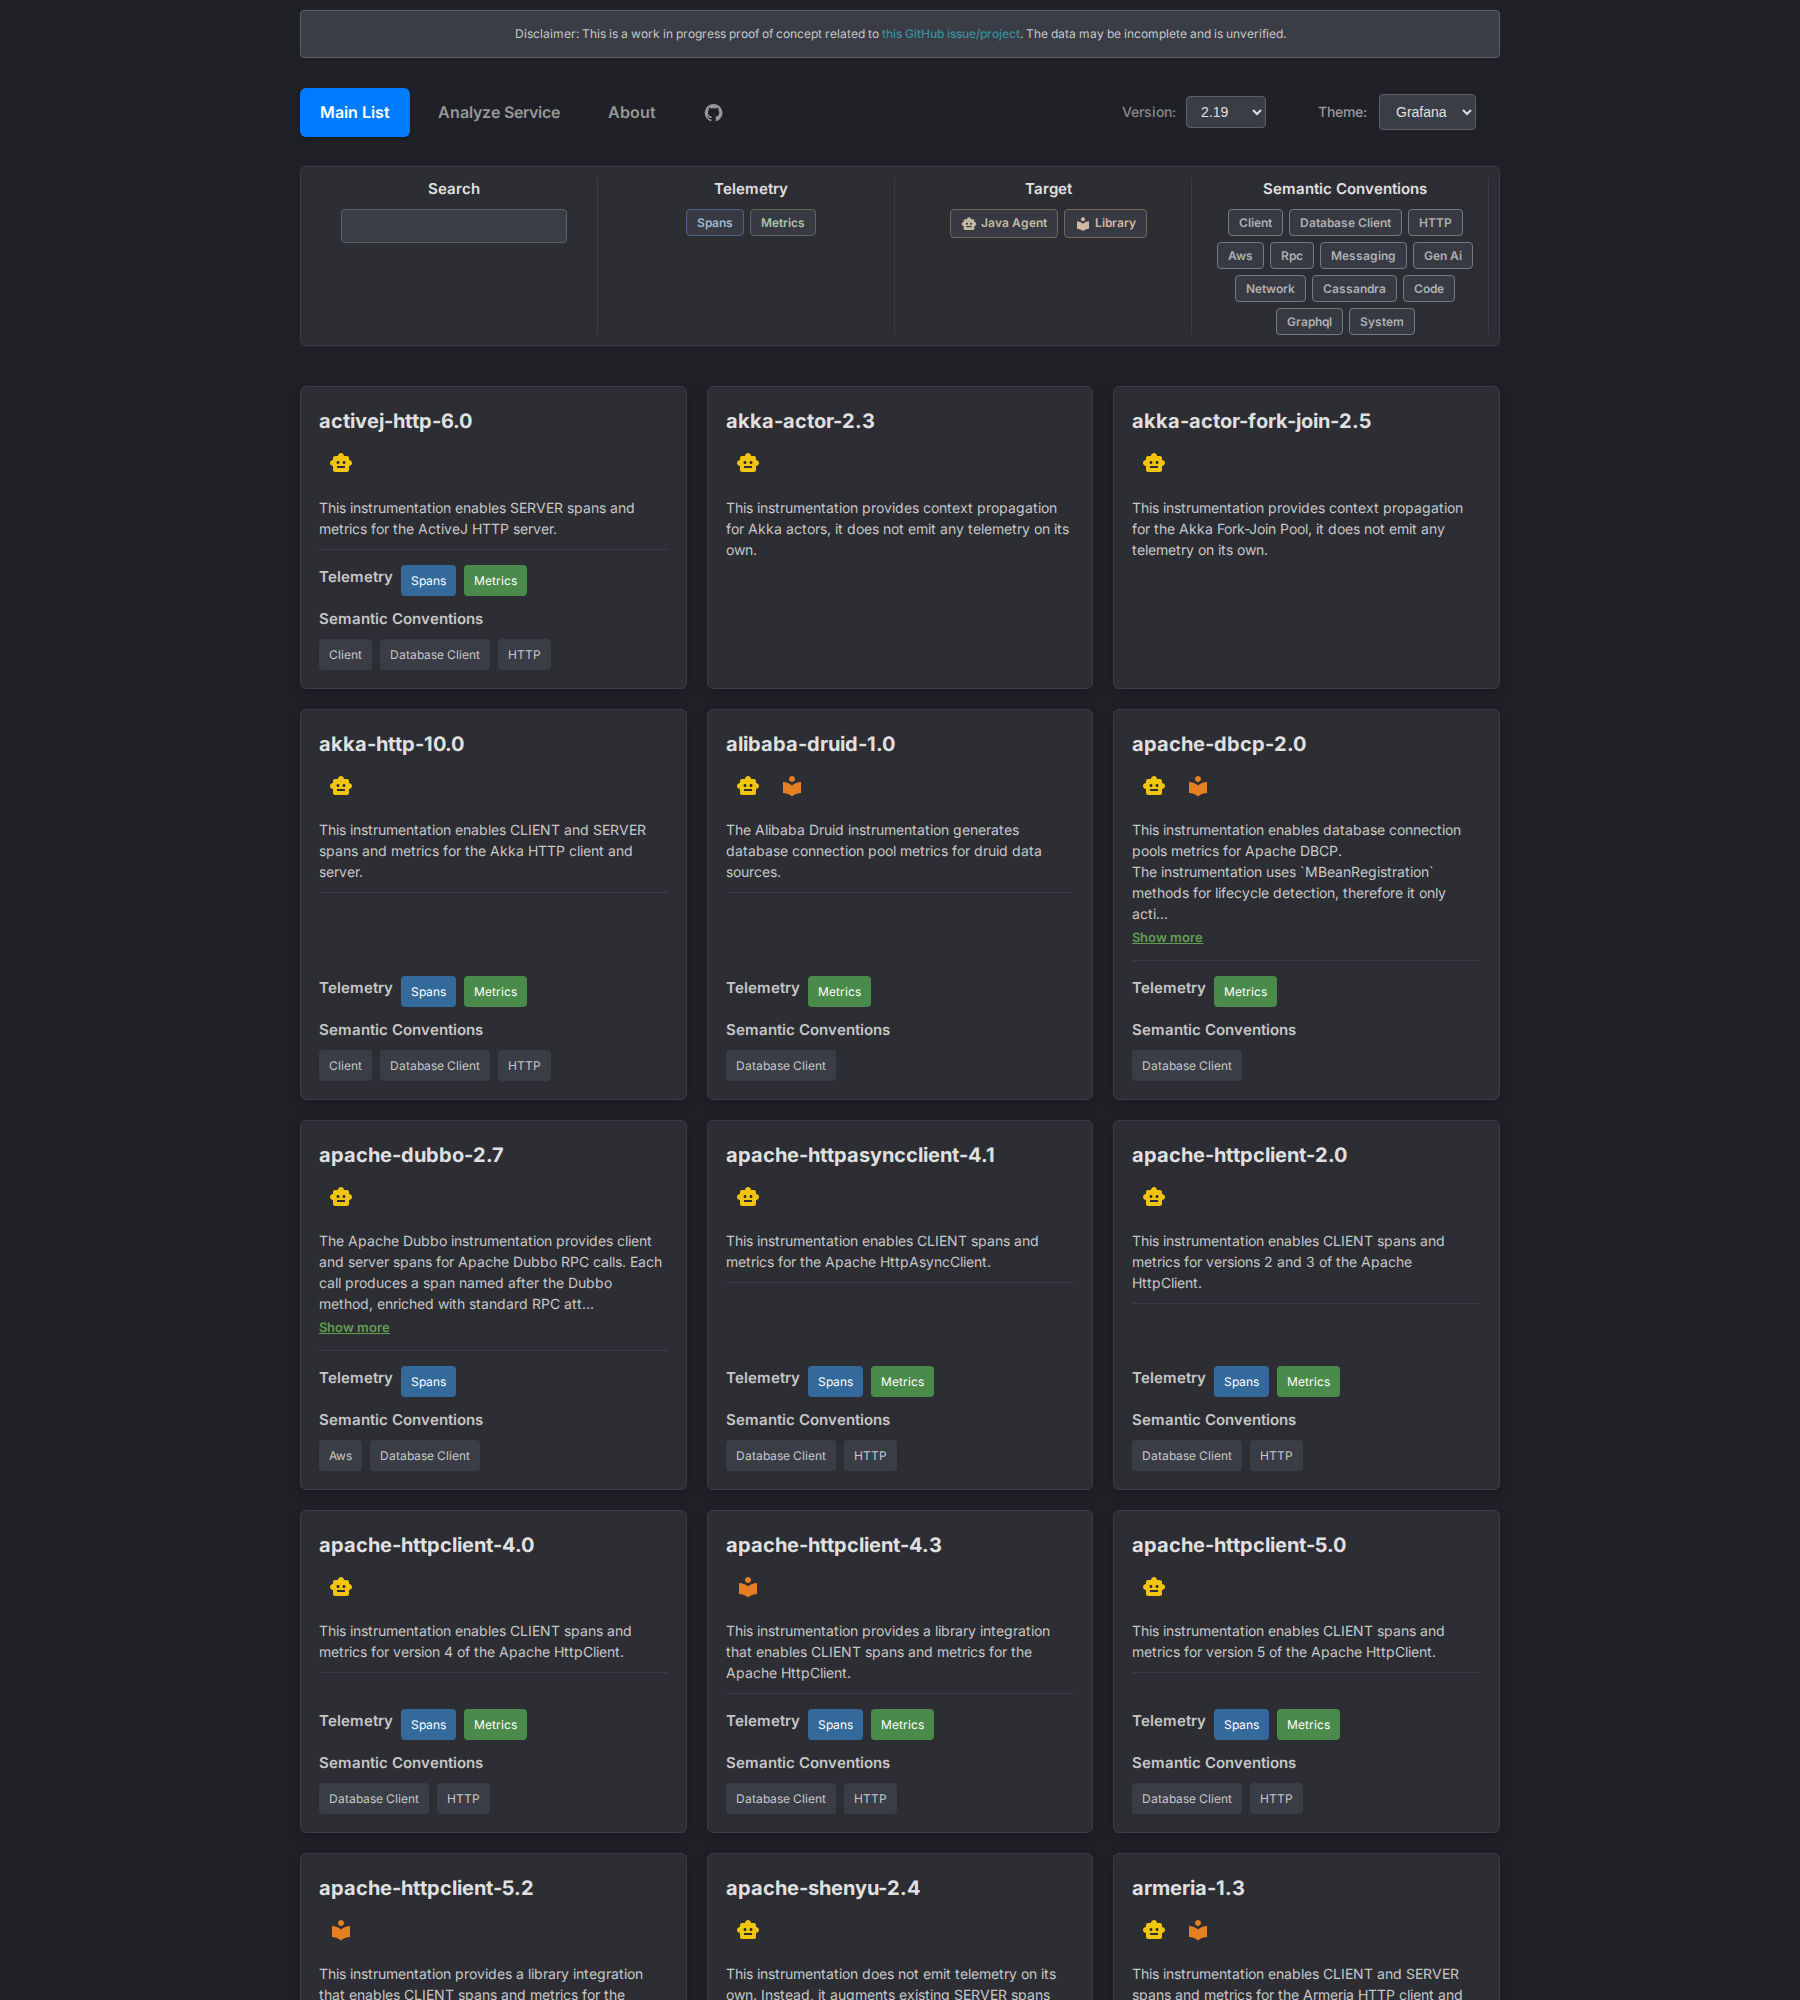 Disclaimer: This is a work in progress proof of concept related to this GitHub issue/project. The data may be incomplete and is unverified.
Main List
Analyze Service
About
Version:
2.19
Theme:
Grafana
Search
Telemetry
Spans
Metrics
Target
Java Agent
Library
Semantic Conventions
Client
Database Client
HTTP
Aws
Rpc
Messaging
Gen Ai
Network
Cassandra
Code
Graphql
System
activej-http-6.0
This instrumentation enables SERVER spans and
metrics for the ActiveJ HTTP server.
Telemetry
Spans
Metrics
Semantic Conventions
Client
Database Client
HTTP
akka-actor-2.3
This instrumentation provides context propagation
for Akka actors, it does not emit any telemetry on its
own.
akka-actor-fork-join-2.5
This instrumentation provides context propagation
for the Akka Fork-Join Pool, it does not emit any
telemetry on its own.
akka-http-10.0
This instrumentation enables CLIENT and SERVER
spans and metrics for the Akka HTTP client and
server.
Telemetry
Spans
Metrics
Semantic Conventions
Client
Database Client
HTTP
alibaba-druid-1.0
The Alibaba Druid instrumentation generates
database connection pool metrics for druid data
sources.
Telemetry
Metrics
Semantic Conventions
Database Client
apache-dbcp-2.0
This instrumentation enables database connection
pools metrics for Apache DBCP.
The instrumentation uses `MBeanRegistration`
methods for lifecycle detection, therefore it only
acti...
Show more
Telemetry
Metrics
Semantic Conventions
Database Client
apache-dubbo-2.7
The Apache Dubbo instrumentation provides client
and server spans for Apache Dubbo RPC calls. Each
call produces a span named after the Dubbo
method, enriched with standard RPC att...
Show more
Telemetry
Spans
Semantic Conventions
Aws
Database Client
apache-httpasyncclient-4.1
This instrumentation enables CLIENT spans and
metrics for the Apache HttpAsyncClient.
Telemetry
Spans
Metrics
Semantic Conventions
Database Client
HTTP
apache-httpclient-2.0
This instrumentation enables CLIENT spans and
metrics for versions 2 and 3 of the Apache
HttpClient.
Telemetry
Spans
Metrics
Semantic Conventions
Database Client
HTTP
apache-httpclient-4.0
This instrumentation enables CLIENT spans and
metrics for version 4 of the Apache HttpClient.
Telemetry
Spans
Metrics
Semantic Conventions
Database Client
HTTP
apache-httpclient-4.3
This instrumentation provides a library integration
that enables CLIENT spans and metrics for the
Apache HttpClient.
Telemetry
Spans
Metrics
Semantic Conventions
Database Client
HTTP
apache-httpclient-5.0
This instrumentation enables CLIENT spans and
metrics for version 5 of the Apache HttpClient.
Telemetry
Spans
Metrics
Semantic Conventions
Database Client
HTTP
apache-httpclient-5.2
This instrumentation provides a library integration
that enables CLIENT spans and metrics for the
apache-shenyu-2.4
This instrumentation does not emit telemetry on its
own. Instead, it augments existing SERVER spans
armeria-1.3
This instrumentation enables CLIENT and SERVER
spans and metrics for the Armeria HTTP client and